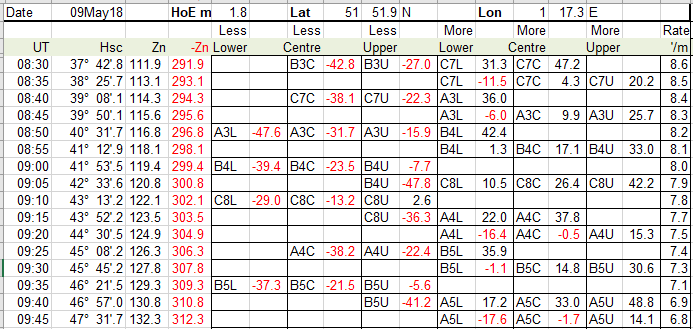 Date 09May18 HoE m 1.8 Lat 51 51.9 N Lon 1 17.3 E
Less Less Less More More More Rate
UT Hsc Zn -Zn Lower Centre Upper Lower Centre Upper '/m
08:30 37° 42'.8 111.9 291.9 B3C -42.8 B3U -27.0 C7L 31.3 C7C 47.2 8.6
08:35 38° 25'.7 113.1 293.1 C7L -11.5 C7C 4.3 C7U 20.2 8.5
08:40 39° 08'.1 114.3 294.3 C7C -38.1 C7U -22.3 A3L 36.0 8.4
08:45 39° 50'.1 115.6 295.6 A3L -6.0 A3C 9.9 A3U 25.7 8.3
08:50 40° 31'.7 116.8 296.8 A3L -47.6 A3C -31.7 A3U -15.9 B4L 42.4 8.2
08:55 41° 12'.9 118.1 298.1 B4L 1.3 B4C 17.1 B4U 33.0 8.1
09:00 41° 53'.5 119.4 299.4 B4L -39.4 B4C -23.5 B4U -7.7 8.0
09:05 42° 33'.6 120.8 300.8 B4U -47.8 C8L 10.5 C8C 26.4 C8U 42.2 7.9
09:10 43° 13'.2 122.1 302.1 C8L -29.0 C8C -13.2 C8U 2.6 7.8
09:15 43° 52'.2 123.5 303.5 C8U -36.3 A4L 22.0 A4C 37.8 7.7
09:20 44° 30'.5 124.9 304.9 A4L -16.4 A4C -0.5 A4U 15.3 7.5
09:25 45° 08'.2 126.3 306.3 A4C -38.2 A4U -22.4 B5L 35.9 7.4
09:30 45° 45'.2 127.8 307.8 B5L -1.1 B5C 14.8 B5U 30.6 7.3
09:35 46° 21'.5 129.3 309.3 B5L -37.3 B5C -21.5 B5U -5.6 7.1
09:40 46° 57'.0 130.8 310.8 B5U -41.2 A5L 17.2 A5C 33.0 A5U 48.8 6.9
09:45 47° 31'.7 132.3 312.3 A5L -17.6 A5C -1.7 A5U 14.1 6.8